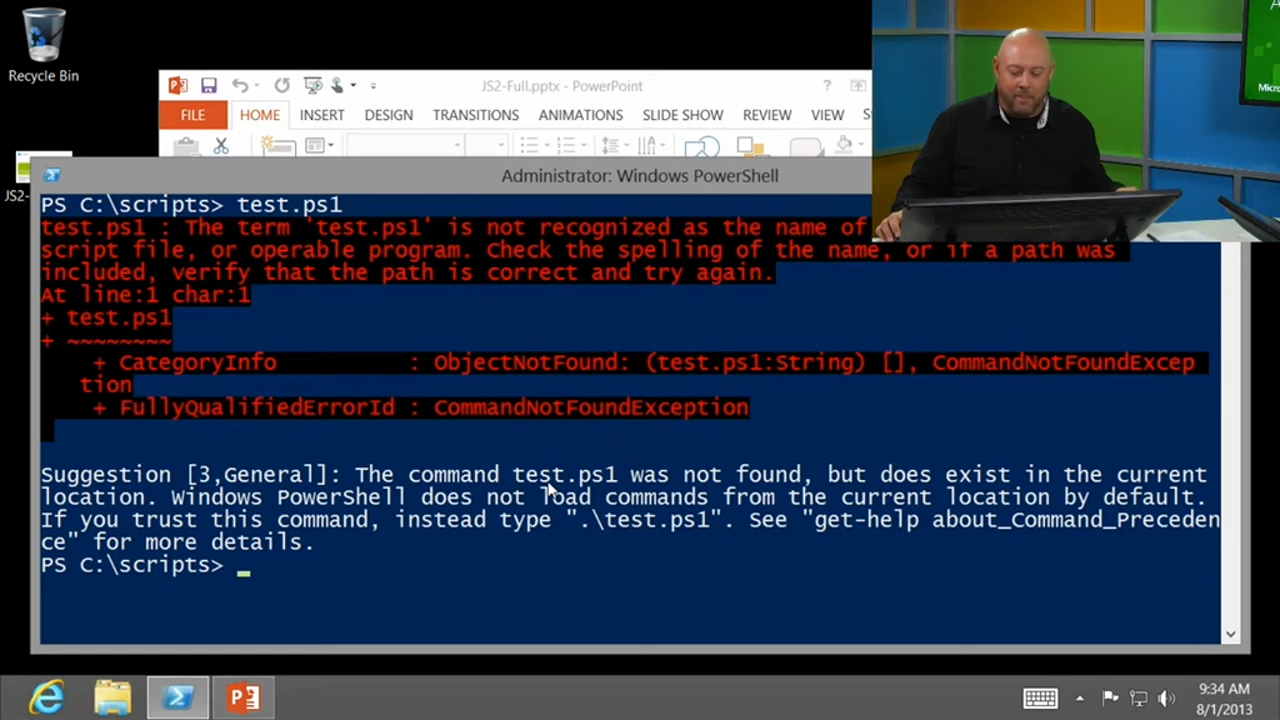 Recycle Bin
JS2-Full.pptx - PowerPoint
?
FILE HOME INSERT DESIGN TRANSITIONS ANIMATIONS SLIDE SHOW REVIEW VIEW S
Micro
JS2-
Administrator: Windows PowerShell
PS C:\scripts> test.ps1
test.ps1 : The term 'test.ps1' is not recognized as the name of
script file, or operable program. Check the spelling of the name, or if a path was
included, verify that the path is correct and try again.
At line:1 char:1
+ test.ps1
+ ~~~~~~~~
+ CategoryInfo : ObjectNotFound: (test.ps1:String) [], CommandNotFoundExcep
tion
+ FullyQualifiedErrorId : CommandNotFoundException
Suggestion [3,General]: The command test.ps1 was not found, but does exist in the current
location. Windows PowerShell does not load commands from the current location by default.
If you trust this command, instead type ".\test.ps1". See "get-help about_Command_Preceden
ce" for more details.
PS C:\scripts>
9:34 AM
8/1/2013